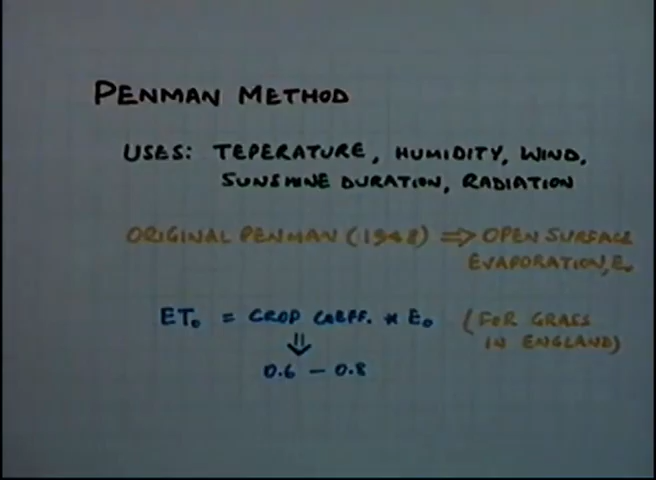 PENMAN METHOD
USES: TEPERATURE, HUMIDITY, WIND,
SUNSHINE DURATION, RADIATION
ORIGINAL PENMAN (1948) ⇒ OPEN SURFACE
EVAPORATION, E₀
ET₀ = CROP COEFF. * E₀ (FOR GRASS
IN ENGLAND)
⇓
0.6 – 0.8